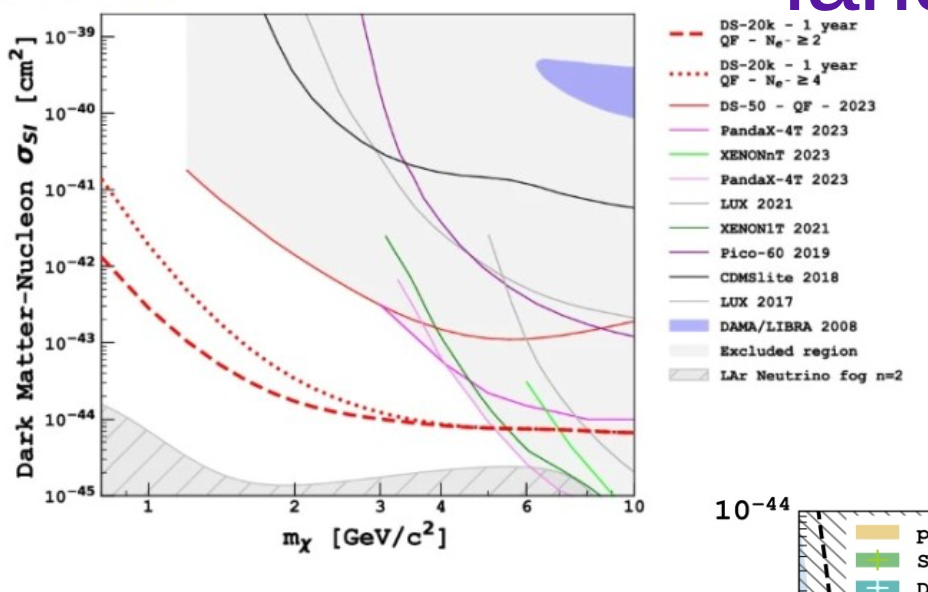 10⁻³⁹
10⁻⁴⁰
10⁻⁴¹
10⁻⁴²
10⁻⁴³
10⁻⁴⁴
10⁻⁴⁵
Dark Matter-Nucleon σSI [cm²]
1 2 3 4 6 10
mχ [GeV/c²]
DS-20k - 1 year
QF - Ne⁻ ≥ 2
DS-20k - 1 year
QF - Ne⁻ ≥ 4
DS-50 - QF - 2023
PandaX-4T 2023
XENONnT 2023
PandaX-4T 2023
LUX 2021
XENON1T 2021
Pico-60 2019
CDMSlite 2018
LUX 2017
DAMA/LIBRA 2008
Excluded region
LAr Neutrino fog n=2
10⁻⁴⁴